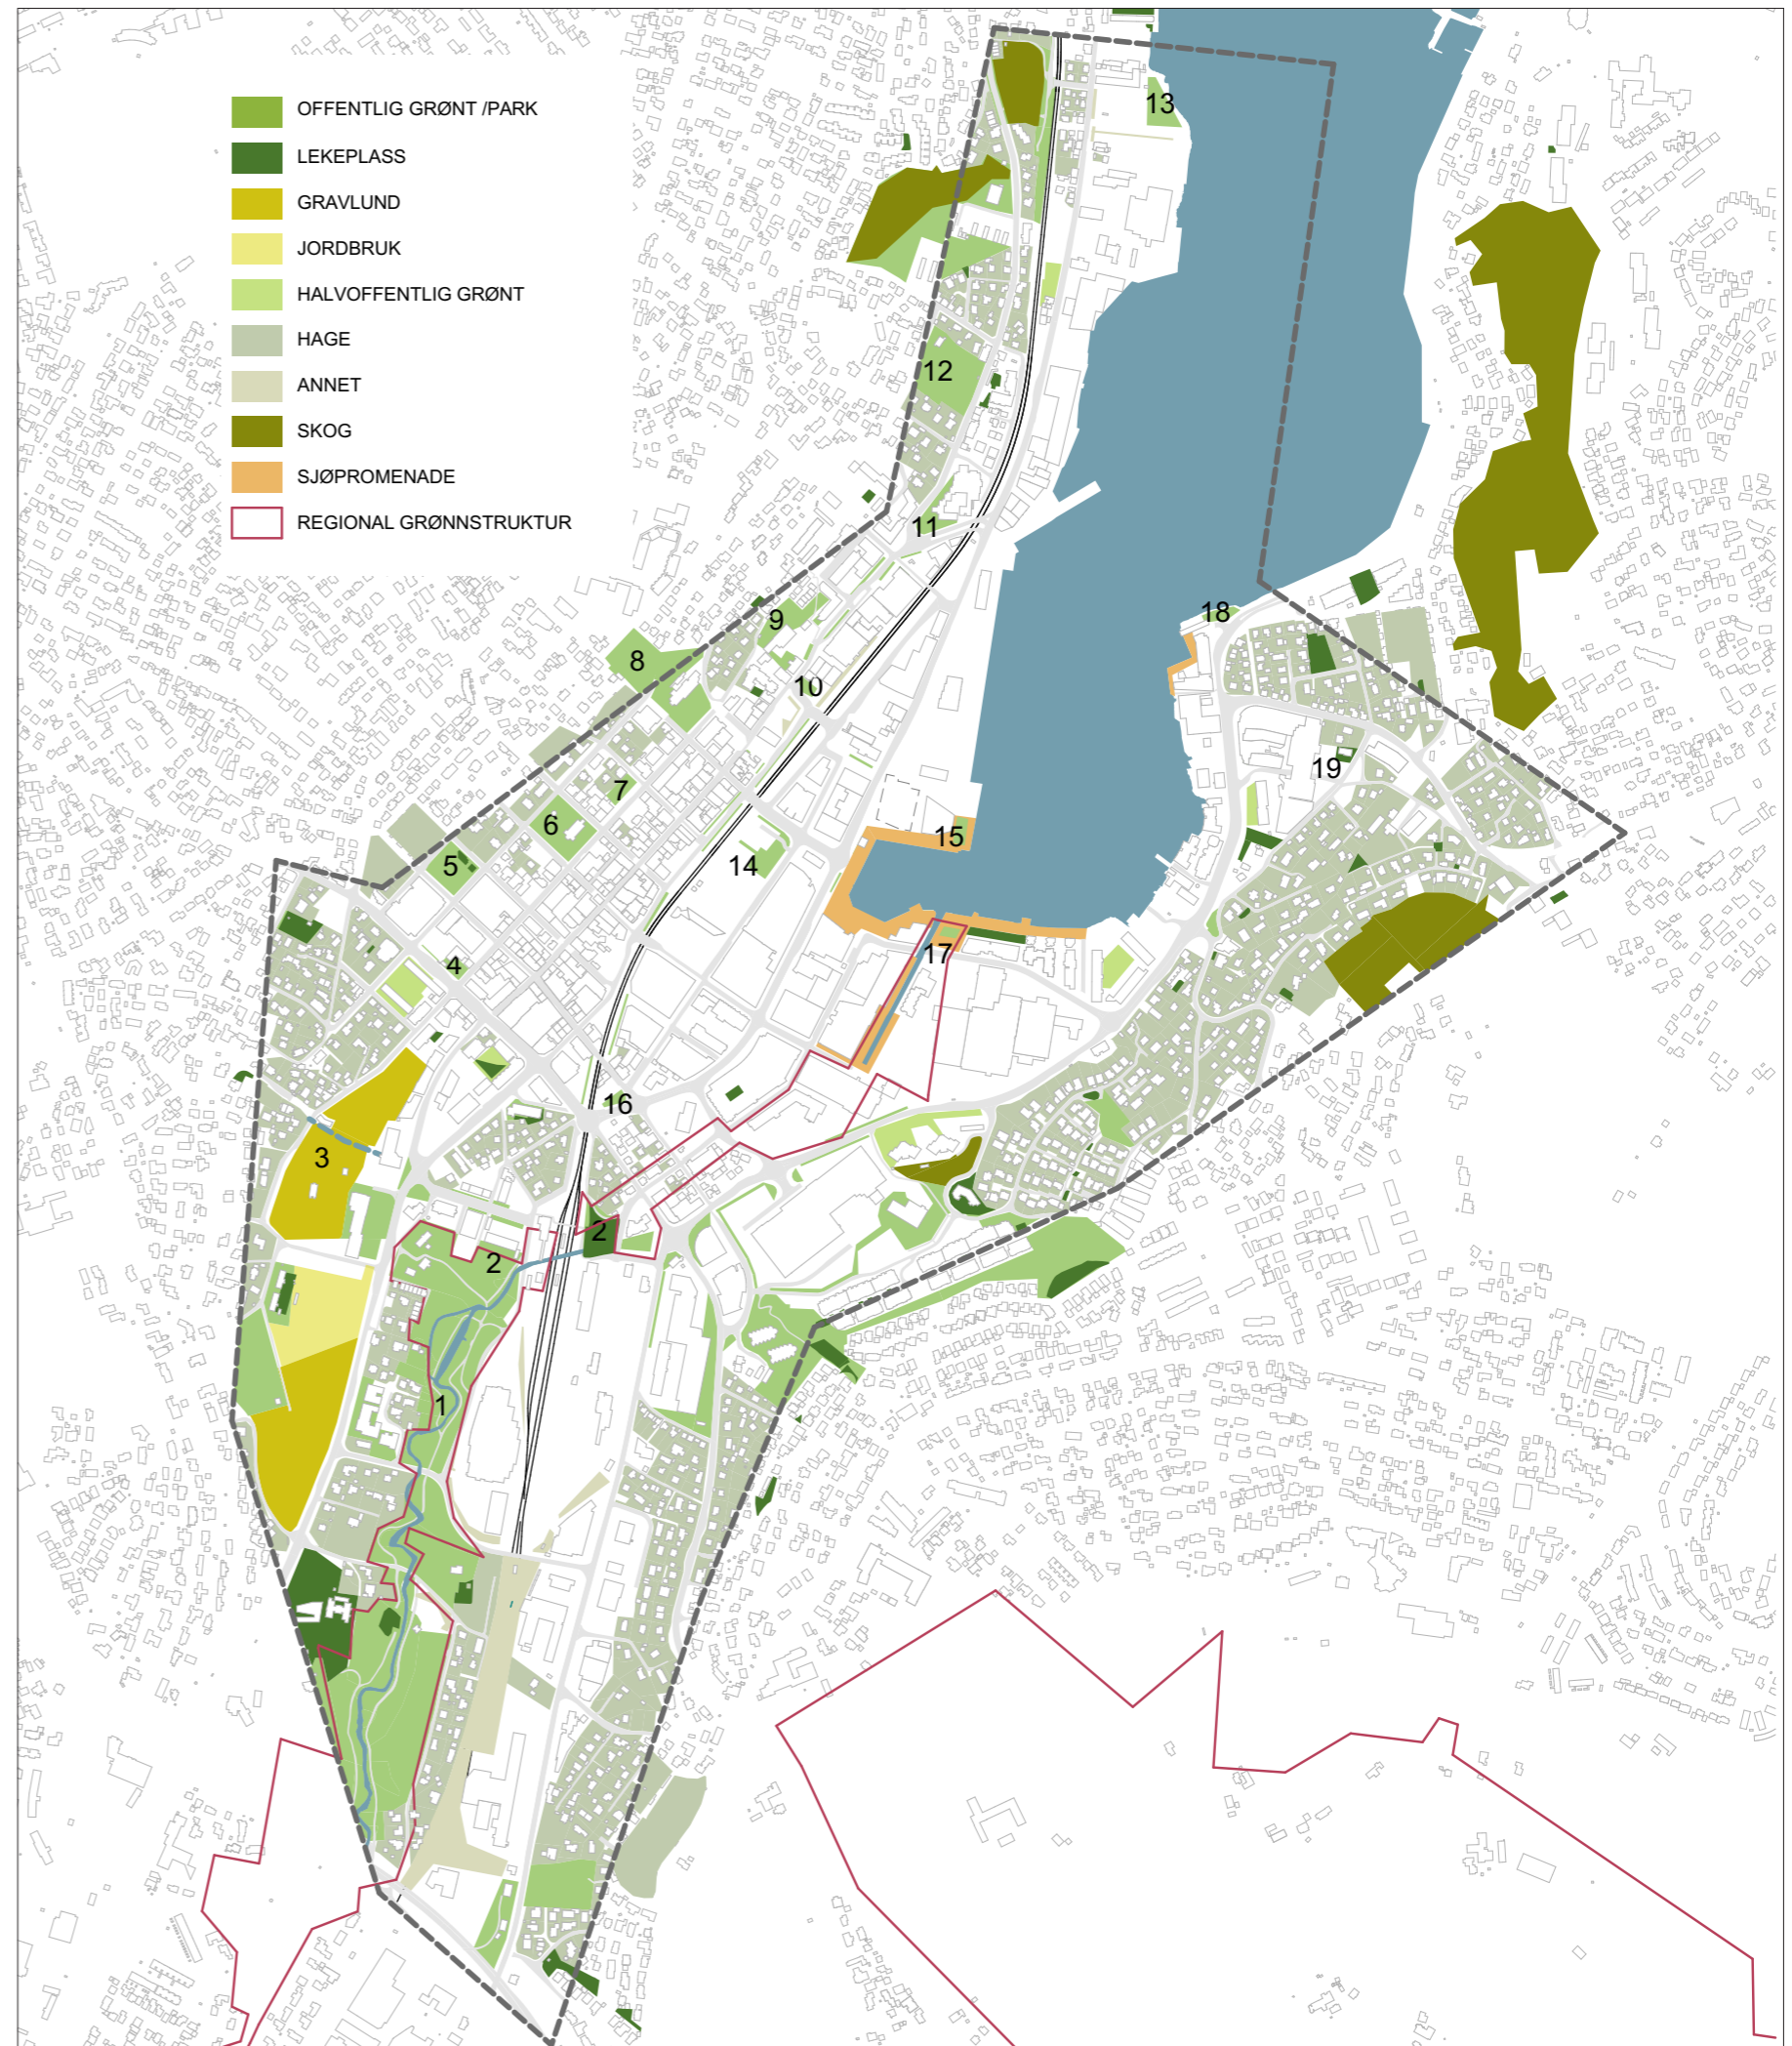 OFFENTLIG GRØNT /PARK
LEKEPLASS
GRAVLUND
JORDBRUK
HALVOFFENTLIG GRØNT
HAGE
ANNET
SKOG
SJØPROMENADE
REGIONAL GRØNNSTRUKTUR
13
12
11
9
18
8
10
19
7
6
15
5
14
17
4
16
3
2
2
1